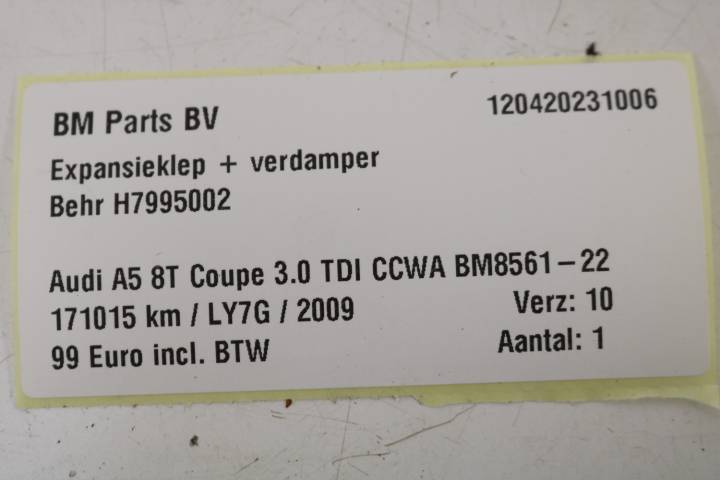 BM Parts BV 120420231006
Expansieklep + verdamper
Behr H7995002
Audi A5 8T Coupe 3.0 TDI CCWA BM8561-22
171015 km / LY7G / 2009 Verz: 10
99 Euro incl. BTW Aantal: 1